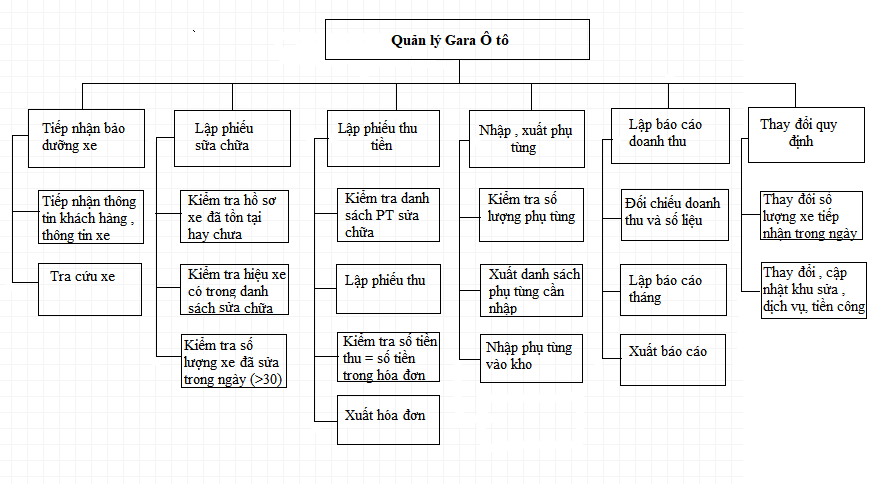 Quản lý Gara Ô tô
Tiếp nhận bảo
dưỡng xe
Lập phiếu
sữa chữa
Lập phiếu thu
tiền
Nhập , xuất phụ
tùng
Lập báo cáo
doanh thu
Thay đổi quy
định
Tiếp nhận thông
tin khách hàng ,
thông tin xe
Tra cứu xe
Kiểm tra hồ sơ
xe đã tồn tại
hay chưa
Kiểm tra hiệu xe
có trong danh
sách sửa chữa
Kiểm tra số
lượng xe đã sửa
trong ngày (>30)
Kiểm tra danh
sách PT sửa
chữa
Lập phiếu thu
Kiểm tra số tiền
thu = số tiền
trong hóa đơn
Xuất hóa đơn
Kiểm tra số
lượng phụ tùng
Xuất danh sách
phụ tùng cần
nhập
Nhập phụ tùng
vào kho
Đối chiếu doanh
thu và số liệu
Lập báo cáo
tháng
Xuất báo cáo
Thay đổi số
lượng xe tiếp
nhận trong ngày
Thay đổi , cập
nhật khu sửa ,
dịch vụ, tiền công